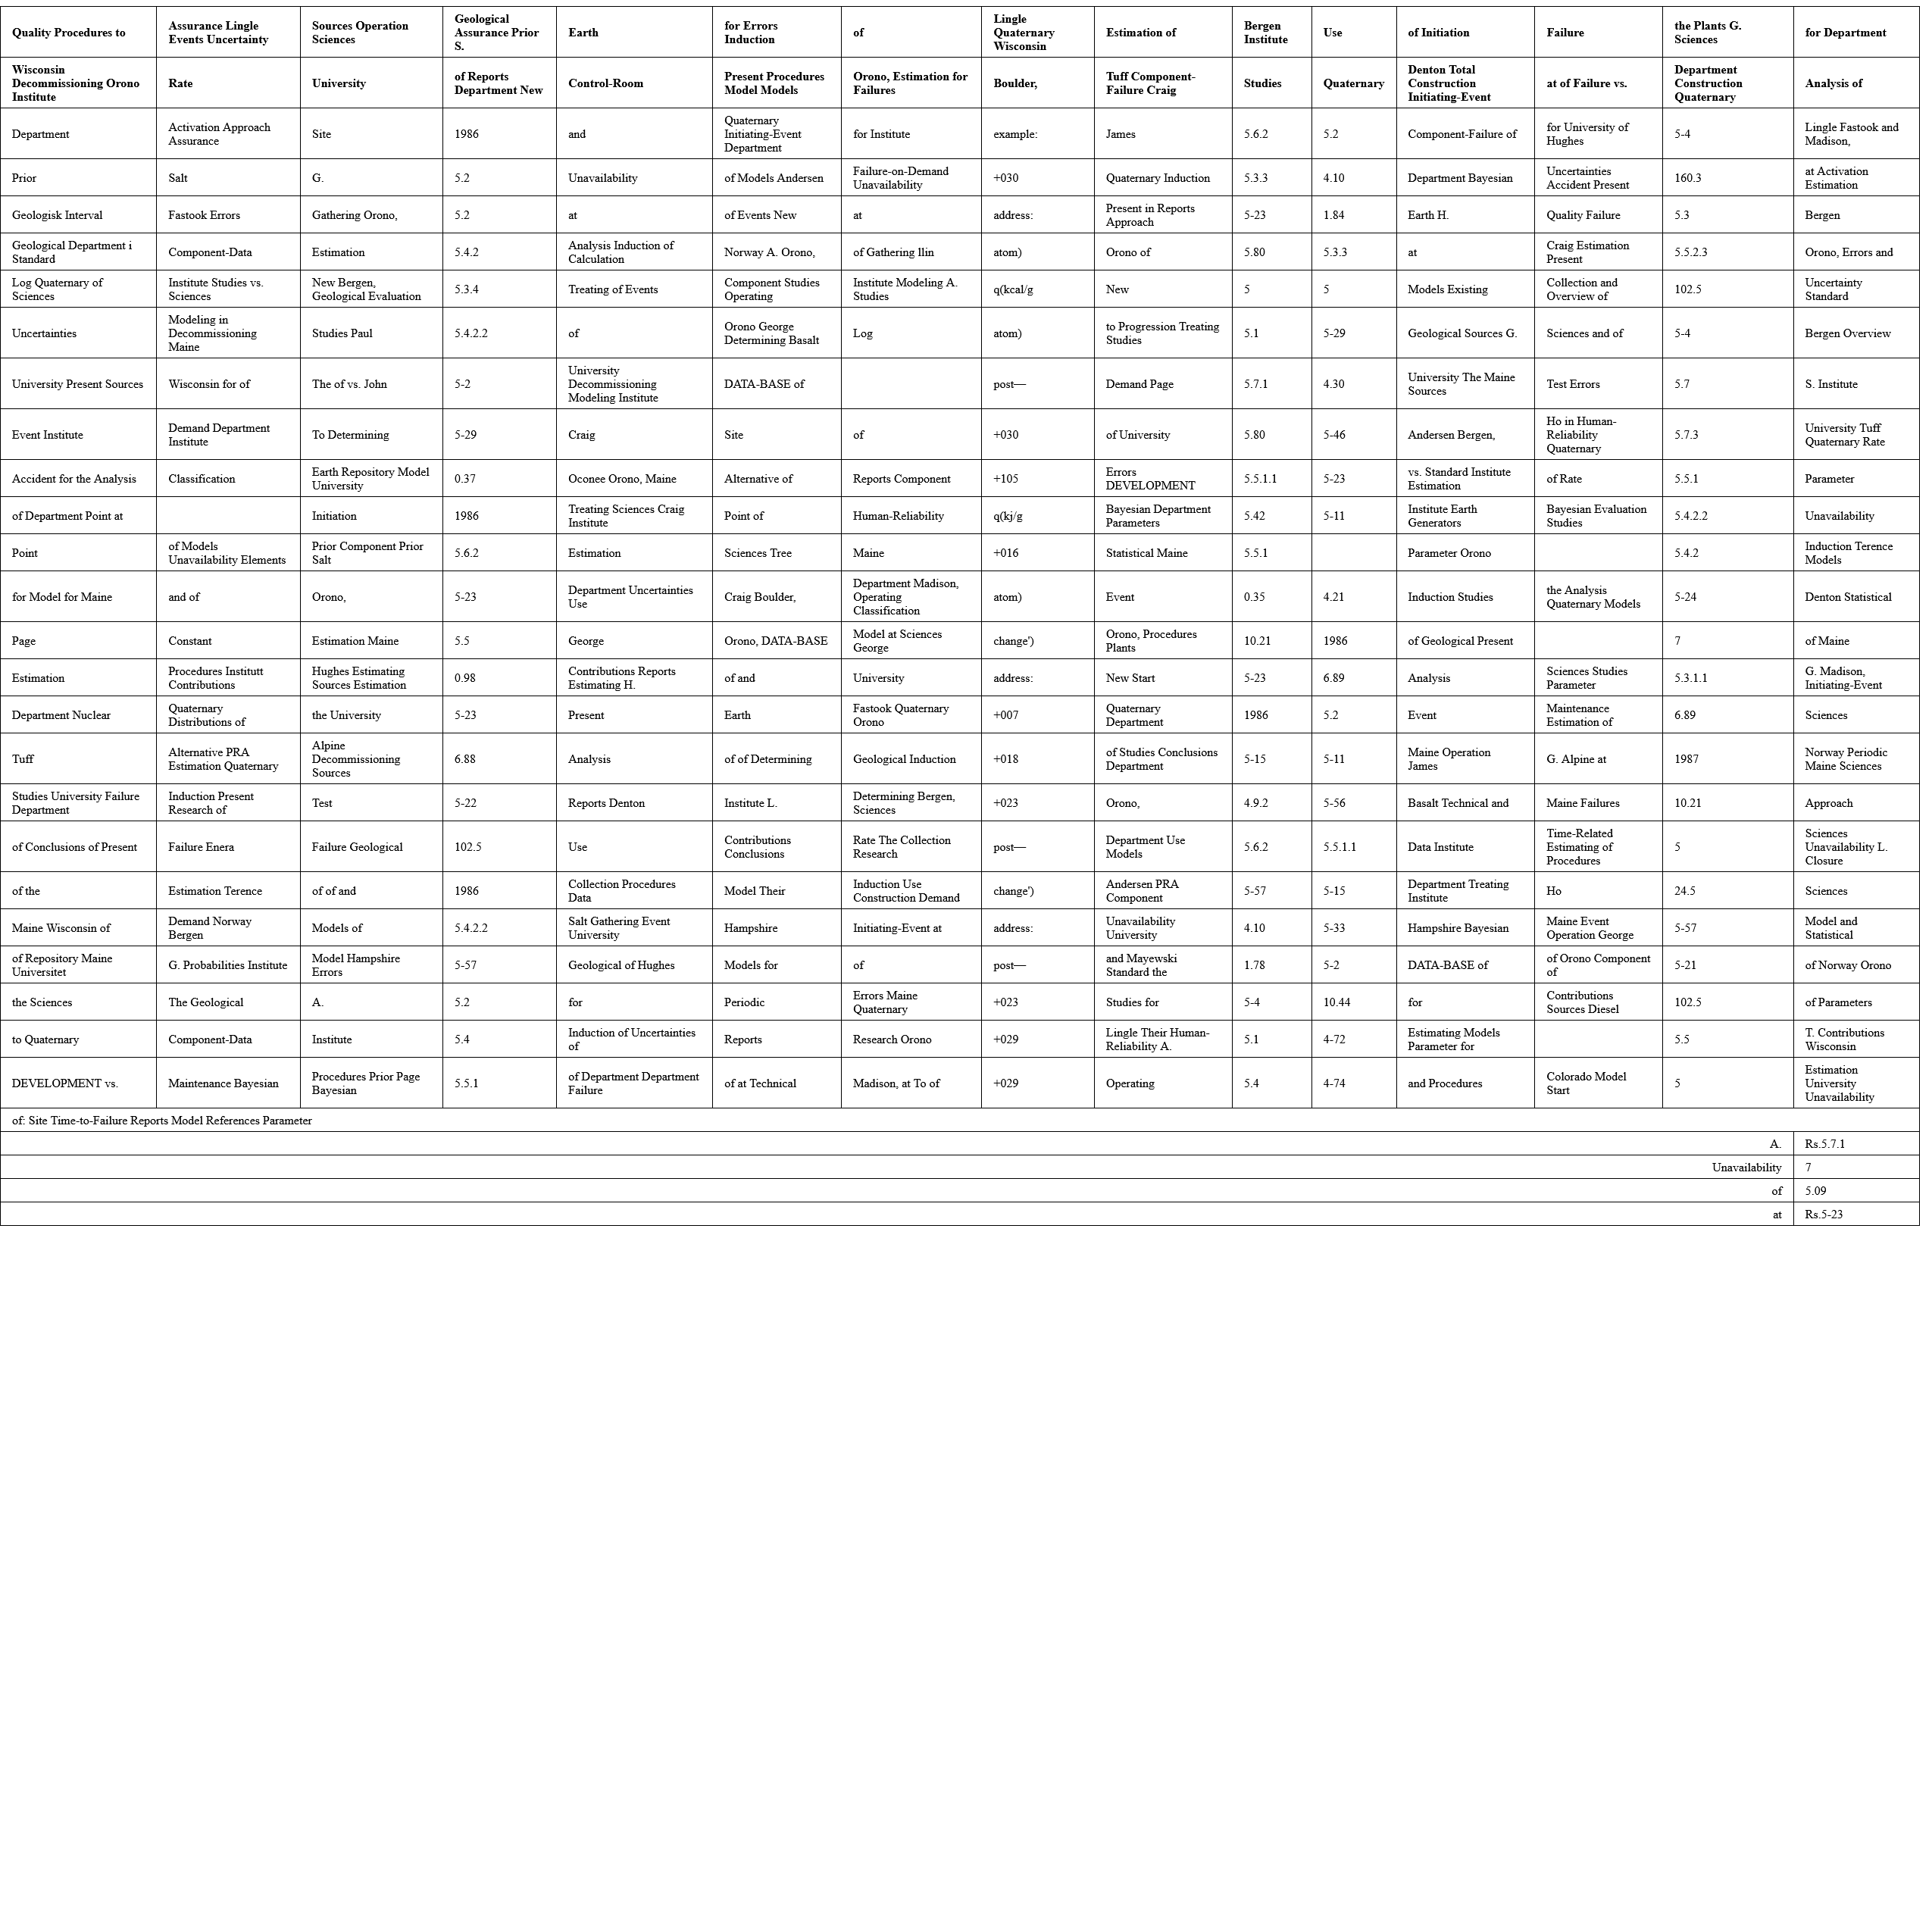 Quality Procedures to Assurance Lingle Events Uncertainty Sources Operation Sciences Geological Assurance Prior S. Earth for Errors Induction of Lingle Quaternary Wisconsin Estimation of Bergen Institute Use of Initiation Failure the Plants G. Sciences for Department
Wisconsin Decommissioning Orono Institute Rate University of Reports Department New Control-Room Present Procedures Model Models Orono, Estimation for Failures Boulder, Tuff Component-Failure Craig Studies Quaternary Denton Total Construction Initiating-Event at of Failure vs. Department Construction Quaternary Analysis of
Department Activation Approach Assurance Site 1986 and Quaternary Initiating-Event Department for Institute example: James 5.6.2 5.2 Component-Failure of for University of Hughes 5-4 Lingle Fastook and Madison,
Prior Salt G. 5.2 Unavailability of Models Andersen Failure-on-Demand Unavailability +030 Quaternary Induction 5.3.3 4.10 Department Bayesian Uncertainties Accident Present 160.3 at Activation Estimation
Geologisk Interval Fastook Errors Gathering Orono, 5.2 at of Events New at address: Present in Reports Approach 5-23 1.84 Earth H. Quality Failure 5.3 Bergen
Geological Department i Standard Component-Data Estimation 5.4.2 Analysis Induction of Calculation Norway A. Orono, of Gathering llin atom) Orono of 5.80 5.3.3 at Craig Estimation Present 5.5.2.3 Orono, Errors and
Log Quaternary of Sciences Institute Studies vs. Sciences New Bergen, Geological Evaluation 5.3.4 Treating of Events Component Studies Operating Institute Modeling A. Studies q(kcal/g New 5 5 Models Existing Collection and Overview of 102.5 Uncertainty Standard
Uncertainties Modeling in Decommissioning Maine Studies Paul 5.4.2.2 of Orono George Determining Basalt Log atom) to Progression Treating Studies 5.1 5-29 Geological Sources G. Sciences and of 5-4 Bergen Overview
University Present Sources Wisconsin for of The of vs. John 5-2 University Decommissioning Modeling Institute DATA-BASE of post— Demand Page 5.7.1 4.30 University The Maine Sources Test Errors 5.7 S. Institute
Event Institute Demand Department Institute To Determining 5-29 Craig Site of +030 of University 5.80 5-46 Andersen Bergen, Ho in Human-Reliability Quaternary 5.7.3 University Tuff Quaternary Rate
Accident for the Analysis Classification Earth Repository Model University 0.37 Oconee Orono, Maine Alternative of Reports Component +105 Errors DEVELOPMENT 5.5.1.1 5-23 vs. Standard Institute Estimation of Rate 5.5.1 Parameter
of Department Point at Initiation 1986 Treating Sciences Craig Institute Point of Human-Reliability q(kj/g Bayesian Department Parameters 5.42 5-11 Institute Earth Generators Bayesian Evaluation Studies 5.4.2.2 Unavailability
Point of Models Unavailability Elements Prior Component Prior Salt 5.6.2 Estimation Sciences Tree Maine +016 Statistical Maine 5.5.1 Parameter Orono 5.4.2 Induction Terence Models
for Model for Maine and of Orono, 5-23 Department Uncertainties Use Craig Boulder, Department Madison, Operating Classification atom) Event 0.35 4.21 Induction Studies the Analysis Quaternary Models 5-24 Denton Statistical
Page Constant Estimation Maine 5.5 George Orono, DATA-BASE Model at Sciences George change') Orono, Procedures Plants 10.21 1986 of Geological Present 7 of Maine
Estimation Procedures Institutt Contributions Hughes Estimating Sources Estimation 0.98 Contributions Reports Estimating H. of and University address: New Start 5-23 6.89 Analysis Sciences Studies Parameter 5.3.1.1 G. Madison, Initiating-Event
Department Nuclear Quaternary Distributions of the University 5-23 Present Earth Fastook Quaternary Orono +007 Quaternary Department 1986 5.2 Event Maintenance Estimation of 6.89 Sciences
Tuff Alternative PRA Estimation Quaternary Alpine Decommissioning Sources 6.88 Analysis of of Determining Geological Induction +018 of Studies Conclusions Department 5-15 5-11 Maine Operation James G. Alpine at 1987 Norway Periodic Maine Sciences
Studies University Failure Department Induction Present Research of Test 5-22 Reports Denton Institute L. Determining Bergen, Sciences +023 Orono, 4.9.2 5-56 Basalt Technical and Maine Failures 10.21 Approach
of Conclusions of Present Failure Enera Failure Geological 102.5 Use Contributions Conclusions Rate The Collection Research post— Department Use Models 5.6.2 5.5.1.1 Data Institute Time-Related Estimating of Procedures 5 Sciences Unavailability L. Closure
of the Estimation Terence of of and 1986 Collection Procedures Data Model Their Induction Use Construction Demand change') Andersen PRA Component 5-57 5-15 Department Treating Institute Ho 24.5 Sciences
Maine Wisconsin of Demand Norway Bergen Models of 5.4.2.2 Salt Gathering Event University Hampshire Initiating-Event at address: Unavailability University 4.10 5-33 Hampshire Bayesian Maine Event Operation George 5-57 Model and Statistical
of Repository Maine Universitet G. Probabilities Institute Model Hampshire Errors 5-57 Geological of Hughes Models for of post— and Mayewski Standard the 1.78 5-2 DATA-BASE of of Orono Component of 5-21 of Norway Orono
the Sciences The Geological A. 5.2 for Periodic Errors Maine Quaternary +023 Studies for 5-4 10.44 for Contributions Sources Diesel 102.5 of Parameters
to Quaternary Component-Data Institute 5.4 Induction of Uncertainties of Reports Research Orono +029 Lingle Their Human-Reliability A. 5.1 4-72 Estimating Models Parameter for 5.5 T. Contributions Wisconsin
DEVELOPMENT vs. Maintenance Bayesian Procedures Prior Page Bayesian 5.5.1 of Department Department Failure of at Technical Madison, at To of +029 Operating 5.4 4-74 and Procedures Colorado Model Start 5 Estimation University Unavailability
of: Site Time-to-Failure Reports Model References Parameter
A. Rs.5.7.1
Unavailability 7
of 5.09
at Rs.5-23